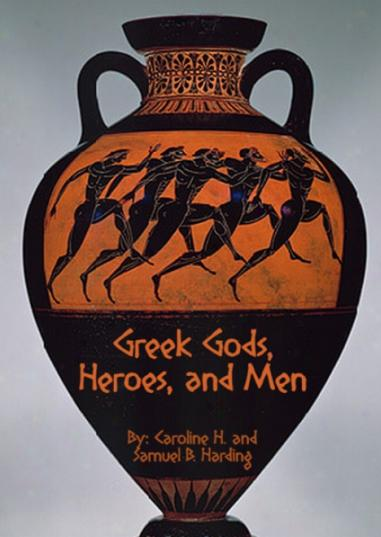 Greek Gods,
Heroes, and Men
By: Caroline H. and
Samuel B. Harding